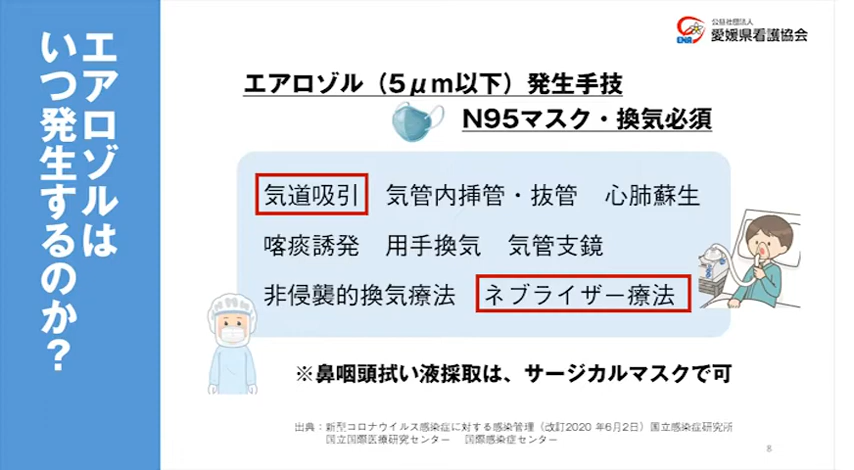 エアロゾルは
いつ発生するのか？
ENA
公益社団法人
愛媛県看護協会
エアロゾル（5μm以下）発生手技
N95マスク・換気必須
気道吸引 気管内挿管・抜管 心肺蘇生
喀痰誘発 用手換気 気管支鏡
非侵襲的換気療法 ネブライザー療法
※鼻咽頭拭い液採取は、サージカルマスクで可
出典：新型コロナウイルス感染症に対する感染管理（改訂2020 年6月2日）国立感染症研究所
国立国際医療研究センター 国際感染症センター
8